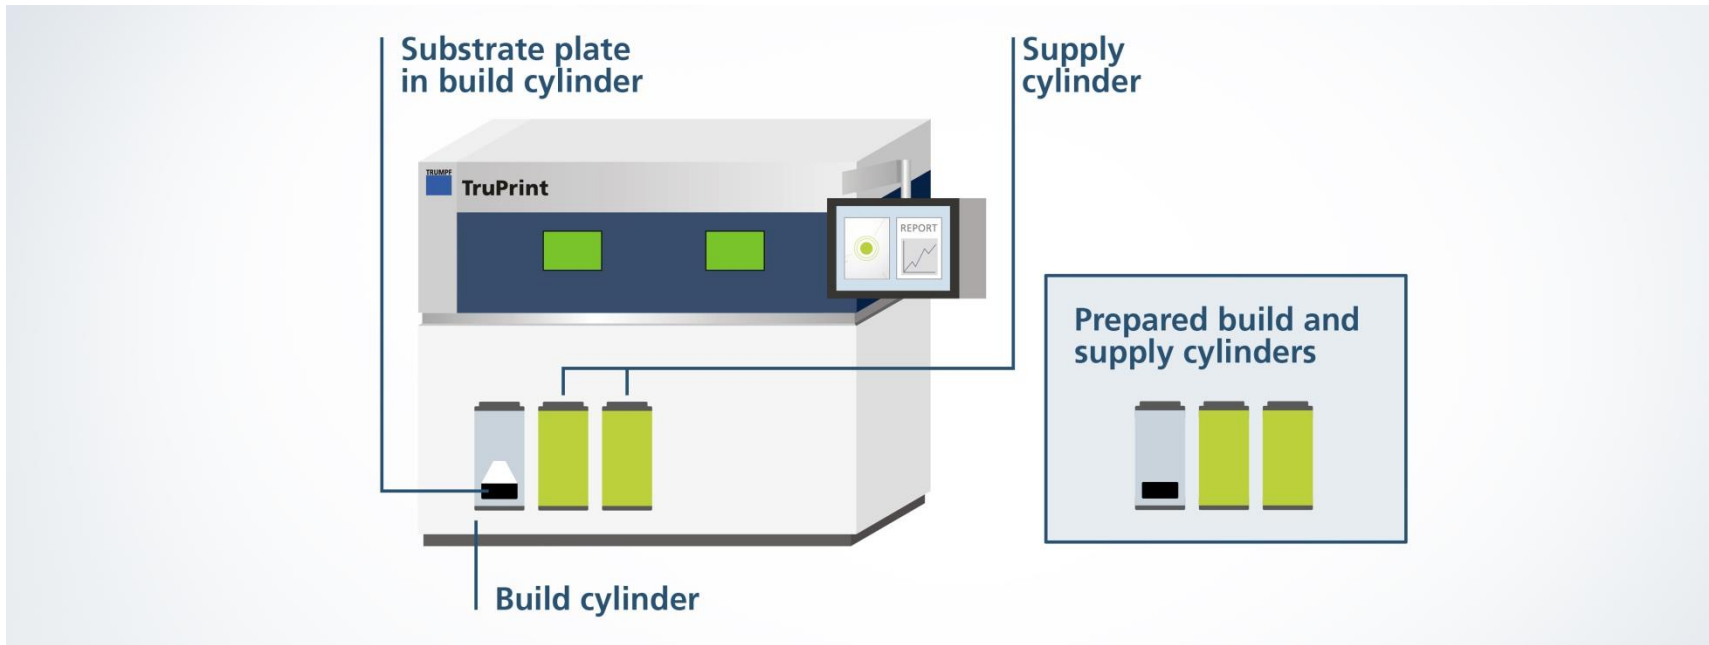 Substrate plate
in build cylinder
Supply
cylinder
TRUMPF
TruPrint
REPORT
Prepared build and
supply cylinders
Build cylinder